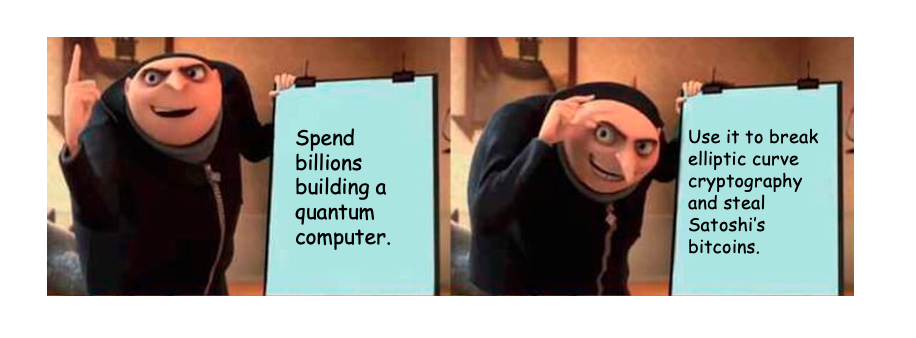 Spend
billions
building a
quantum
computer.
Use it to break
elliptic curve
cryptography
and steal
Satoshi's
bitcoins.